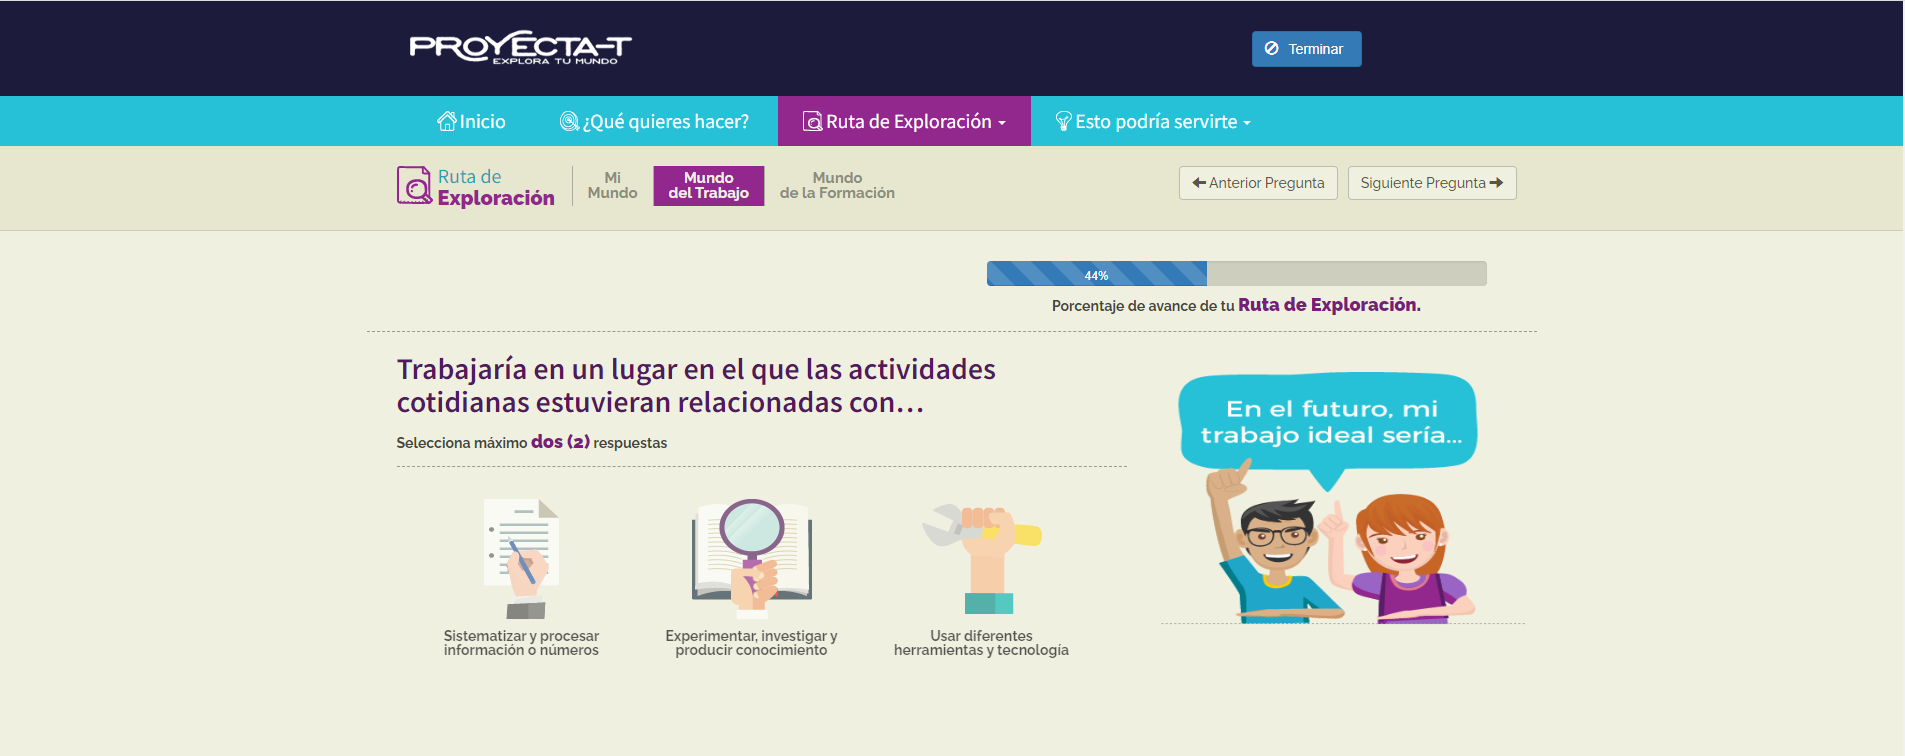 PROYECTA-T
EXPLORA TU MUNDO
Terminar
Inicio
¿Qué quieres hacer?
Ruta de Exploración
Esto podría servirte
Ruta de
Exploración
Mi
Mundo
Mundo
del Trabajo
Mundo
de la Formación
Anterior Pregunta
Siguiente Pregunta
44%
Porcentaje de avance de tu Ruta de Exploración.
Trabajaría en un lugar en el que las actividades
cotidianas estuvieran relacionadas con...
Selecciona máximo dos (2) respuestas
Sistematizar y procesar
información o números
Experimentar, investigar y
producir conocimiento
Usar diferentes
herramientas y tecnología
En el futuro, mi
trabajo ideal sería...